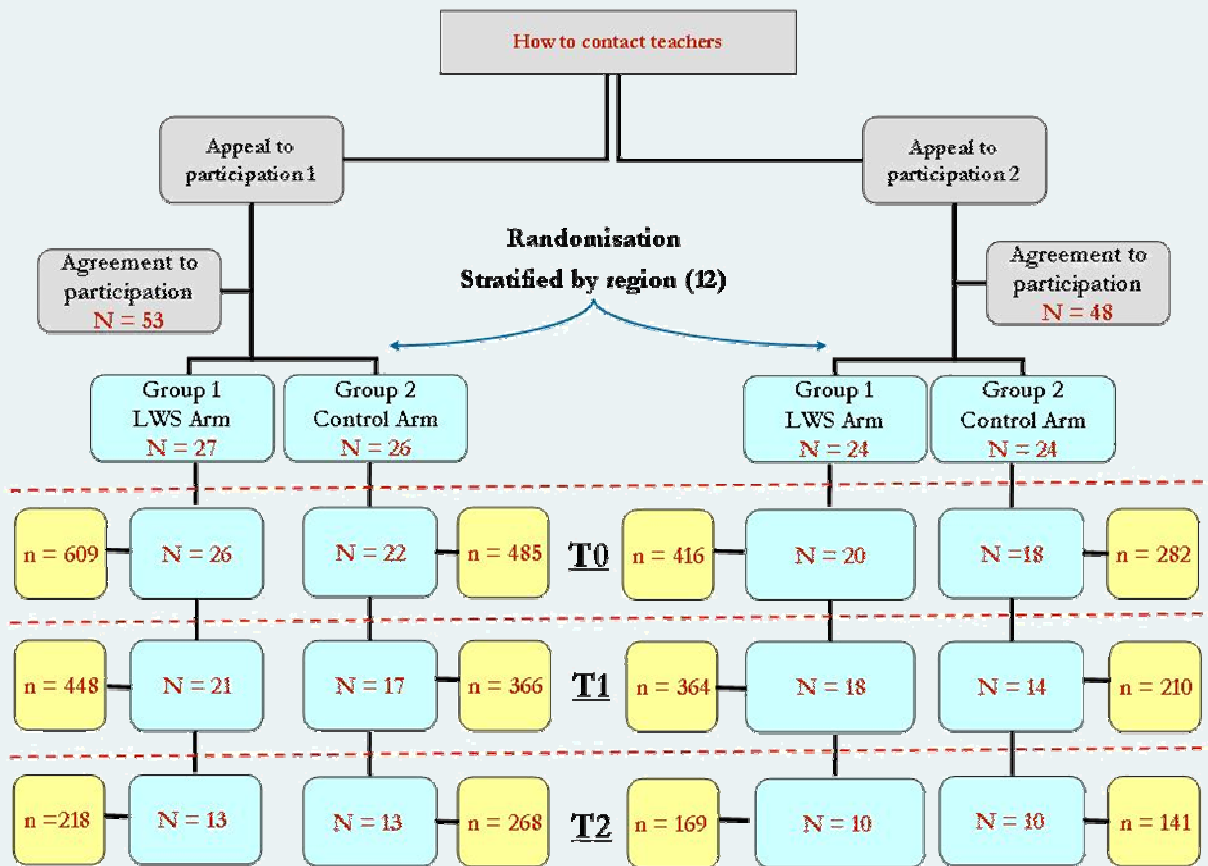 How to contact teachers
Appeal to
participation 1
Appeal to
participation 2
Randomisation
Stratified by region (12)
Agreement to
participation
N = 53
Agreement to
participation
N = 48
Group 1
LWS Arm
N = 27
Group 2
Control Arm
N = 26
Group 1
LWS Arm
N = 24
Group 2
Control Arm
N = 24
n = 609
N = 26
N = 22
n = 485
T0
n = 416
N = 20
N =18
n = 282
n = 448
N = 21
N = 17
n = 366
T1
n = 364
N = 18
N = 14
n = 210
n =218
N = 13
N = 13
n = 268
T2
n = 169
N = 10
N = 10
n = 141